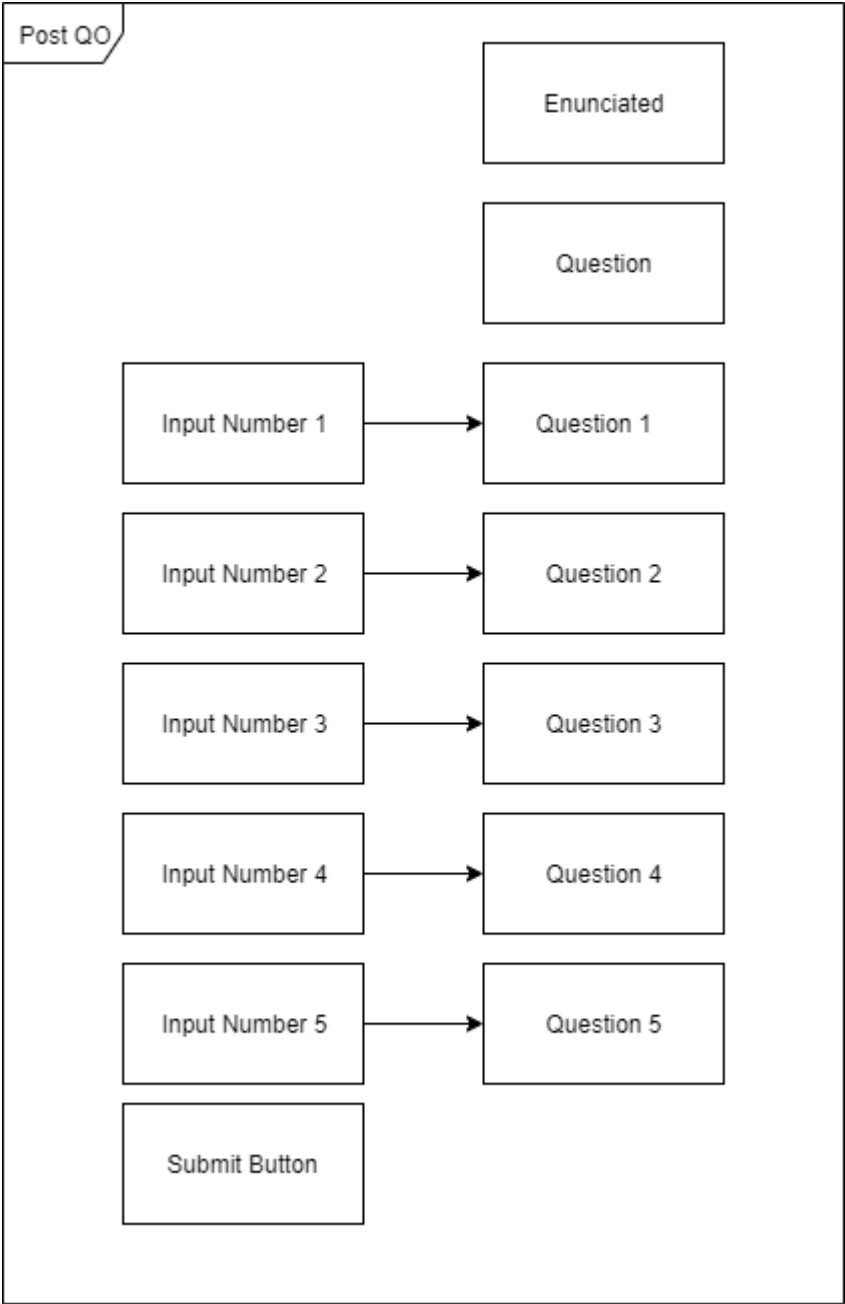 Post QO
Enunciated
Question
Input Number 1
Question 1
Input Number 2
Question 2
Input Number 3
Question 3
Input Number 4
Question 4
Input Number 5
Question 5
Submit Button